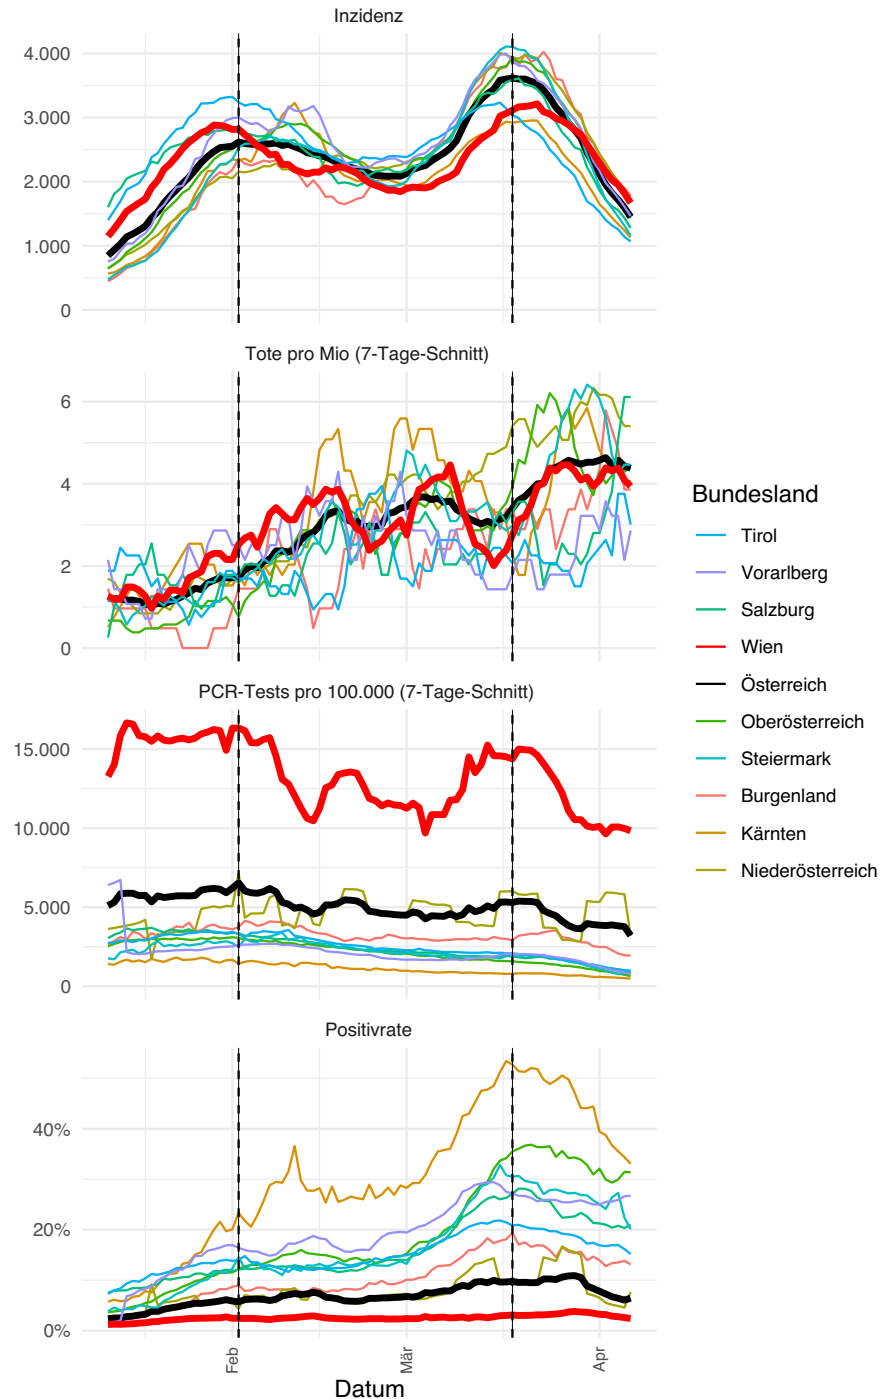 Inzidenz
4.000
3.000
2.000
1.000
0
Tote pro Mio (7-Tage-Schnitt)
6
4
2
0
PCR-Tests pro 100.000 (7-Tage-Schnitt)
15.000
10.000
5.000
0
Positivrate
40%
20%
0%
Feb
Mär
Apr
Datum
Bundesland
Tirol
Vorarlberg
Salzburg
Wien
Österreich
Oberösterreich
Steiermark
Burgenland
Kärnten
Niederösterreich